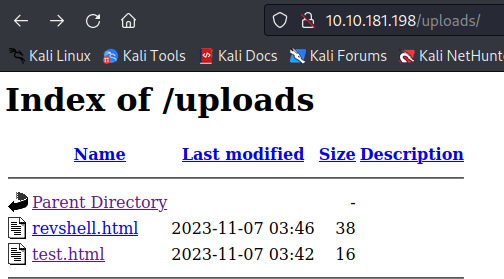 10.10.181.198/uploads/
Kali Linux Kali Tools Kali Docs Kali Forums Kali NetHunte
Index of /uploads
Name Last modified Size Description
Parent Directory -
revshell.html 2023-11-07 03:46 38
test.html 2023-11-07 03:42 16